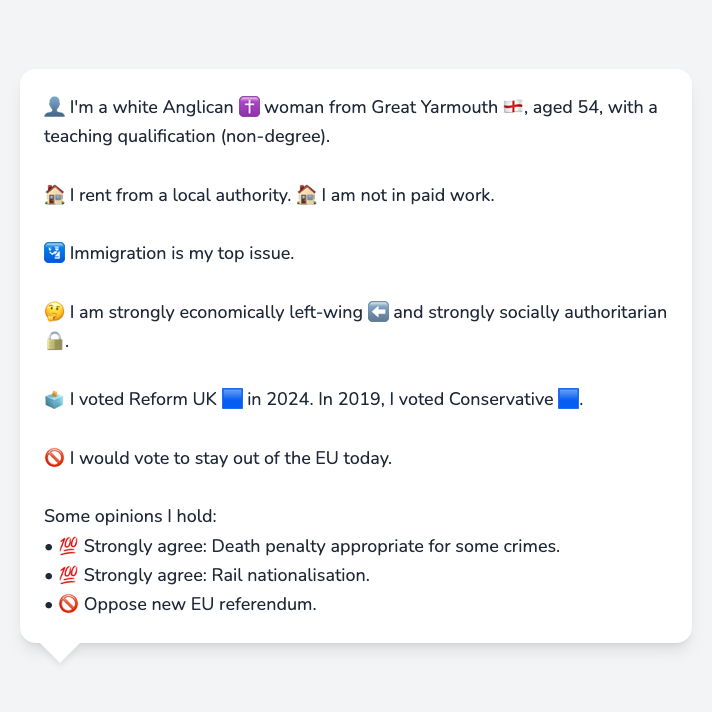 👤 I'm a white Anglican ✝️ woman from Great Yarmouth 🏴󠁧󠁢󠁥󠁮󠁧󠁿, aged 54, with a
teaching qualification (non-degree).
🏠 I rent from a local authority. 🏠 I am not in paid work.
🛂 Immigration is my top issue.
🤔 I am strongly economically left-wing ⬅️ and strongly socially authoritarian
🔒.
🗳️ I voted Reform UK 🟦 in 2024. In 2019, I voted Conservative 🟦.
🚫 I would vote to stay out of the EU today.
Some opinions I hold:
• 💯 Strongly agree: Death penalty appropriate for some crimes.
• 💯 Strongly agree: Rail nationalisation.
• 🚫 Oppose new EU referendum.